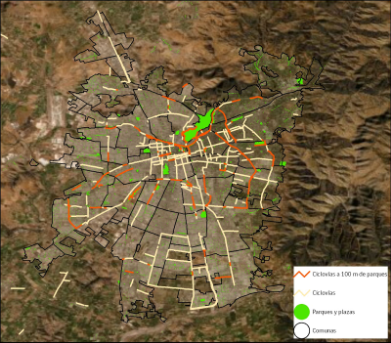 Ciclovías a 100 m de parques
Ciclovías
Parques y plazas
Comunas